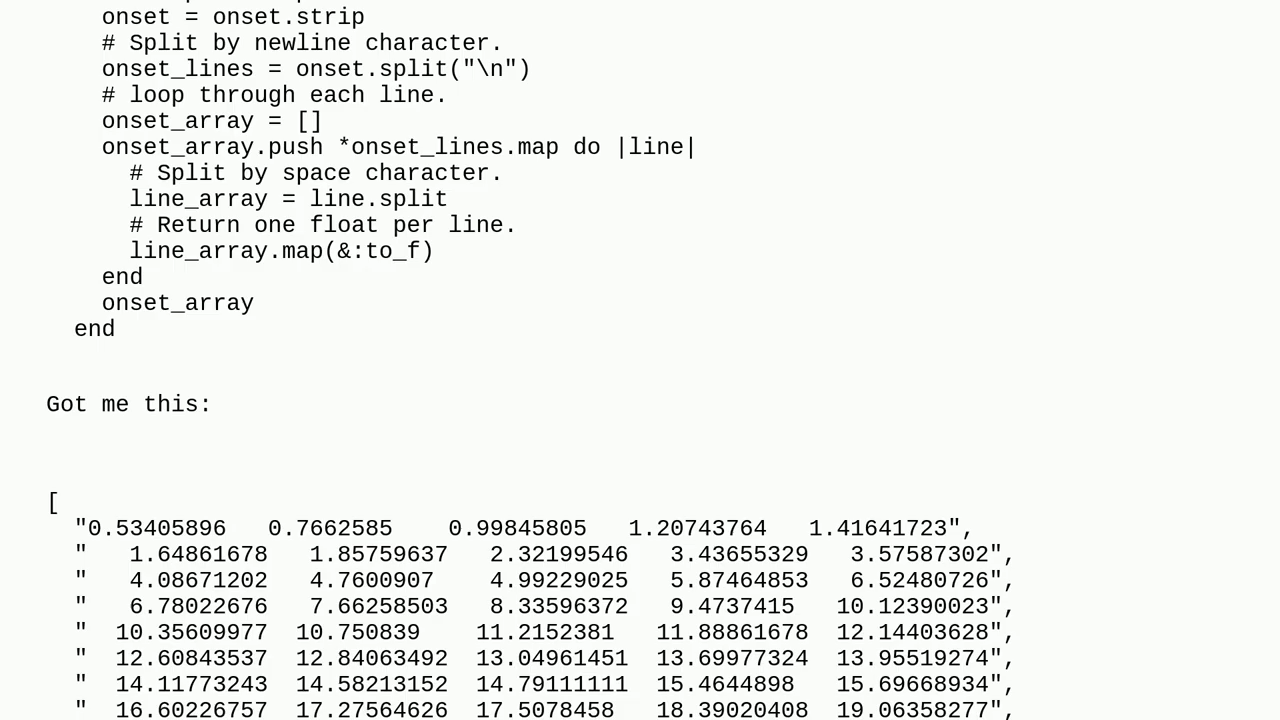 onset = onset.strip
# Split by newline character.
onset_lines = onset.split("\n")
# loop through each line.
onset_array = []
onset_array.push *onset_lines.map do |line|
# Split by space character.
line_array = line.split
# Return one float per line.
line_array.map(&:to_f)
end
onset_array
end
Got me this:
[
"0.53405896   0.7662585    0.99845805   1.20743764   1.41641723",
"   1.64861678   1.85759637   2.32199546   3.43655329   3.57587302",
"   4.08671202   4.7600907    4.99229025   5.87464853   6.52480726",
"   6.78022676   7.66258503   8.33596372   9.4737415   10.12390023",
"  10.35609977  10.750839    11.2152381   11.88861678  12.14403628",
"  12.60843537  12.84063492  13.04961451  13.69977324  13.95519274",
"  14.11773243  14.58213152  14.79111111  15.4644898   15.69668934",
"  16.60226757  17.27564626  17.5078458   18.39020408  19.06358277",